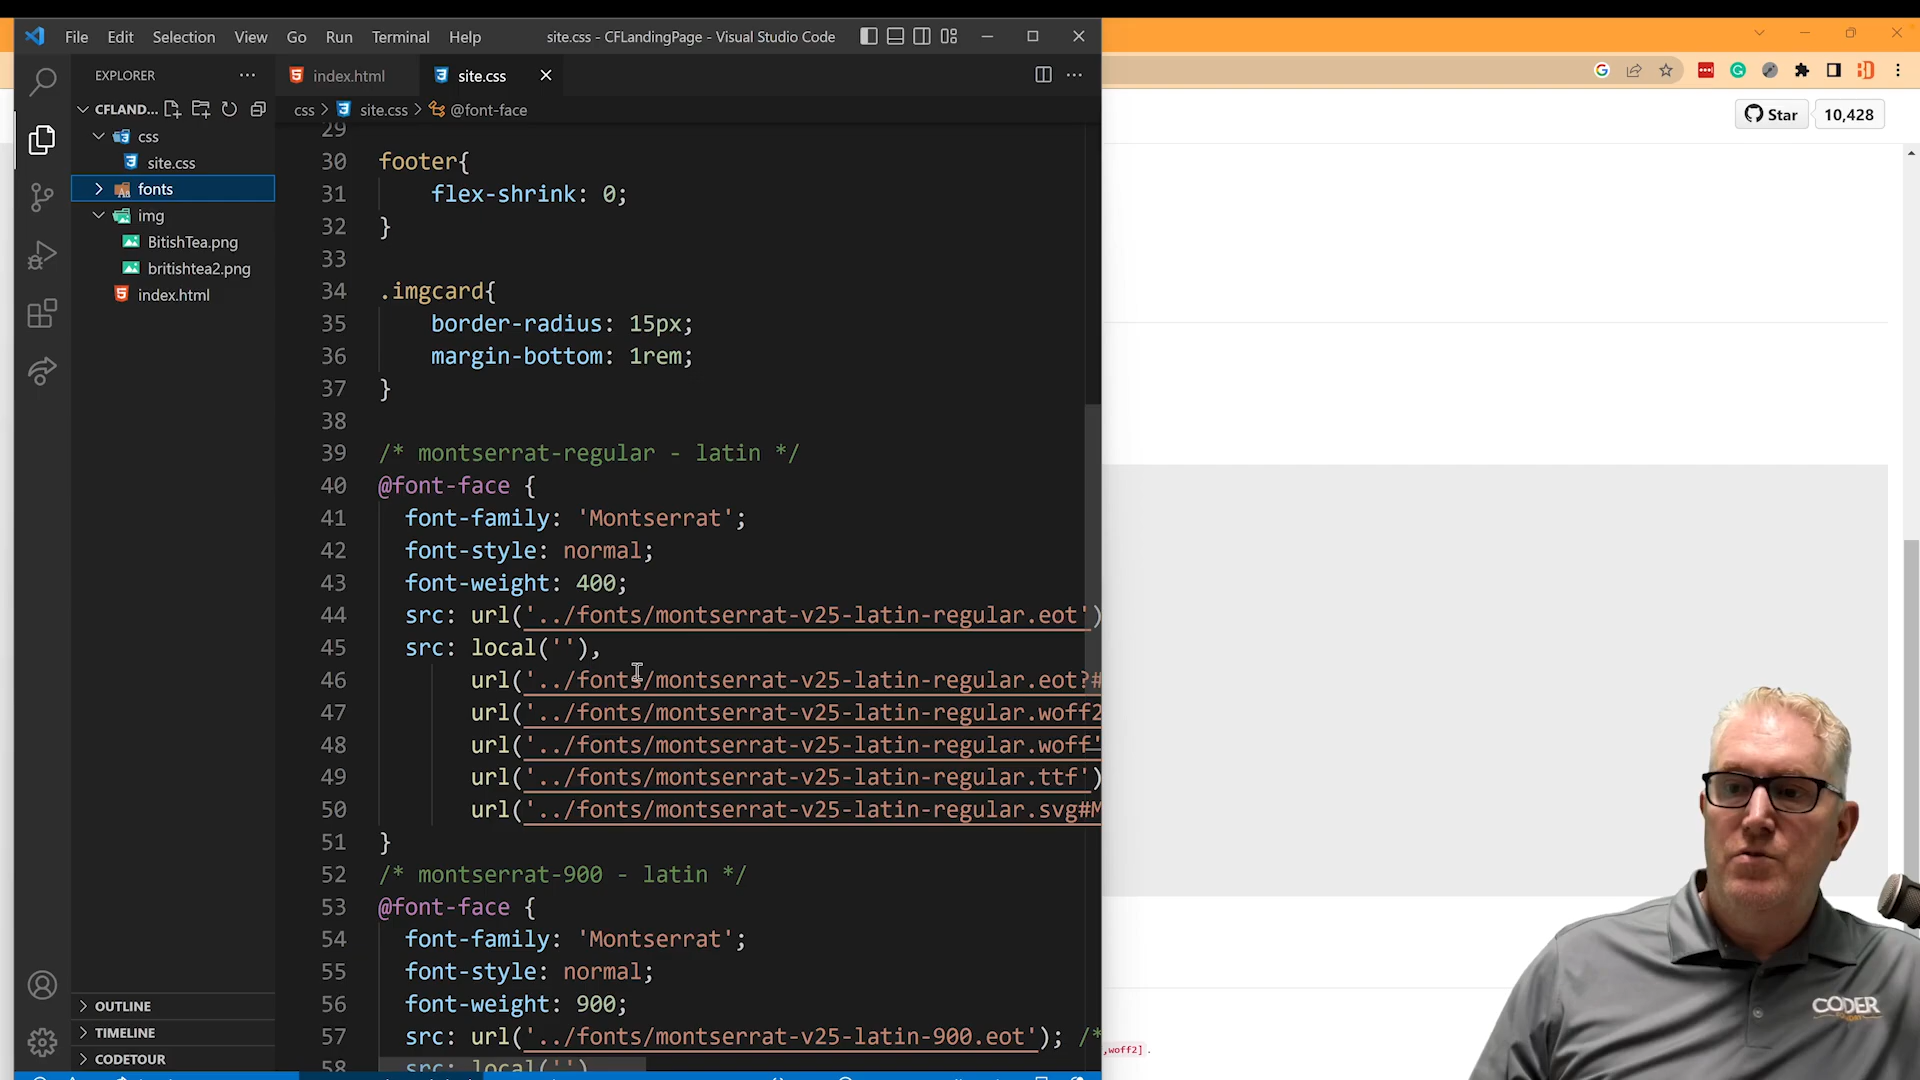 File Edit Selection View Go Run Terminal Help site.css - CFLandingPage - Visual Studio Code
EXPLORER
CFLAND...
css
site.css
fonts
img
BitishTea.png
britishtea2.png
index.html
OUTLINE
TIMELINE
CODETOUR
index.html site.css
css > site.css > @font-face
29
30 footer{
31 flex-shrink: 0;
32 }
33
34 .imgcard{
35 border-radius: 15px;
36 margin-bottom: 1rem;
37 }
38
39 /* montserrat-regular - latin */
40 @font-face {
41 font-family: 'Montserrat';
42 font-style: normal;
43 font-weight: 400;
44 src: url('../fonts/montserrat-v25-latin-regular.eot')
45 src: local(''),
46 url('../fonts/montserrat-v25-latin-regular.eot?#
47 url('../fonts/montserrat-v25-latin-regular.woff2
48 url('../fonts/montserrat-v25-latin-regular.woff'
49 url('../fonts/montserrat-v25-latin-regular.ttf')
50 url('../fonts/montserrat-v25-latin-regular.svg#M
51 }
52 /* montserrat-900 - latin */
53 @font-face {
54 font-family: 'Montserrat';
55 font-style: normal;
56 font-weight: 900;
57 src: url('../fonts/montserrat-v25-latin-900.eot'); /*
58 src: local('')
Star 10,428
,woff2] .
CODER